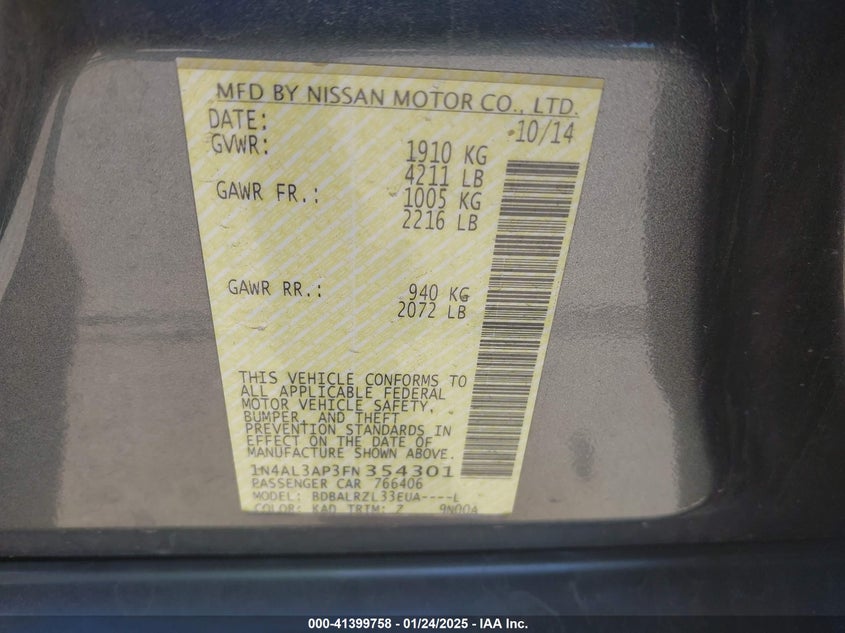 MFD BY NISSAN MOTOR CO., LTD.
DATE: 10/14
GVWR: 1910 KG
4211 LB
GAWR FR.: 1005 KG
2216 LB
GAWR RR.: 940 KG
2072 LB
THIS VEHICLE CONFORMS TO
ALL APPLICABLE FEDERAL
MOTOR VEHICLE SAFETY,
BUMPER, AND THEFT
PREVENTION STANDARDS IN
EFFECT ON THE DATE OF
MANUFACTURE SHOWN ABOVE.
1N4AL3AP3FN354301
PASSENGER CAR 766406
MODEL: BDBALRZL33EUA----L
COLOR: KAD TRIM: Z 9N00A
000-41399758 — 01/24/2025 — IAA Inc.